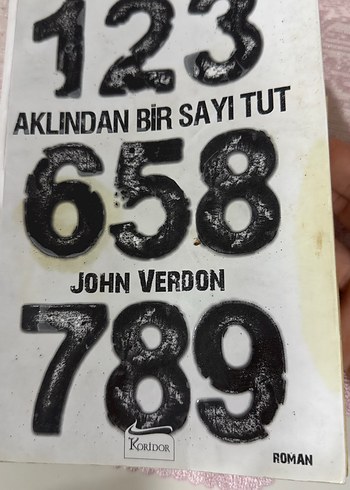 123
AKLINDAN BİR SAYI TUT
658
JOHN VERDON
789
KORİDOR
ROMAN